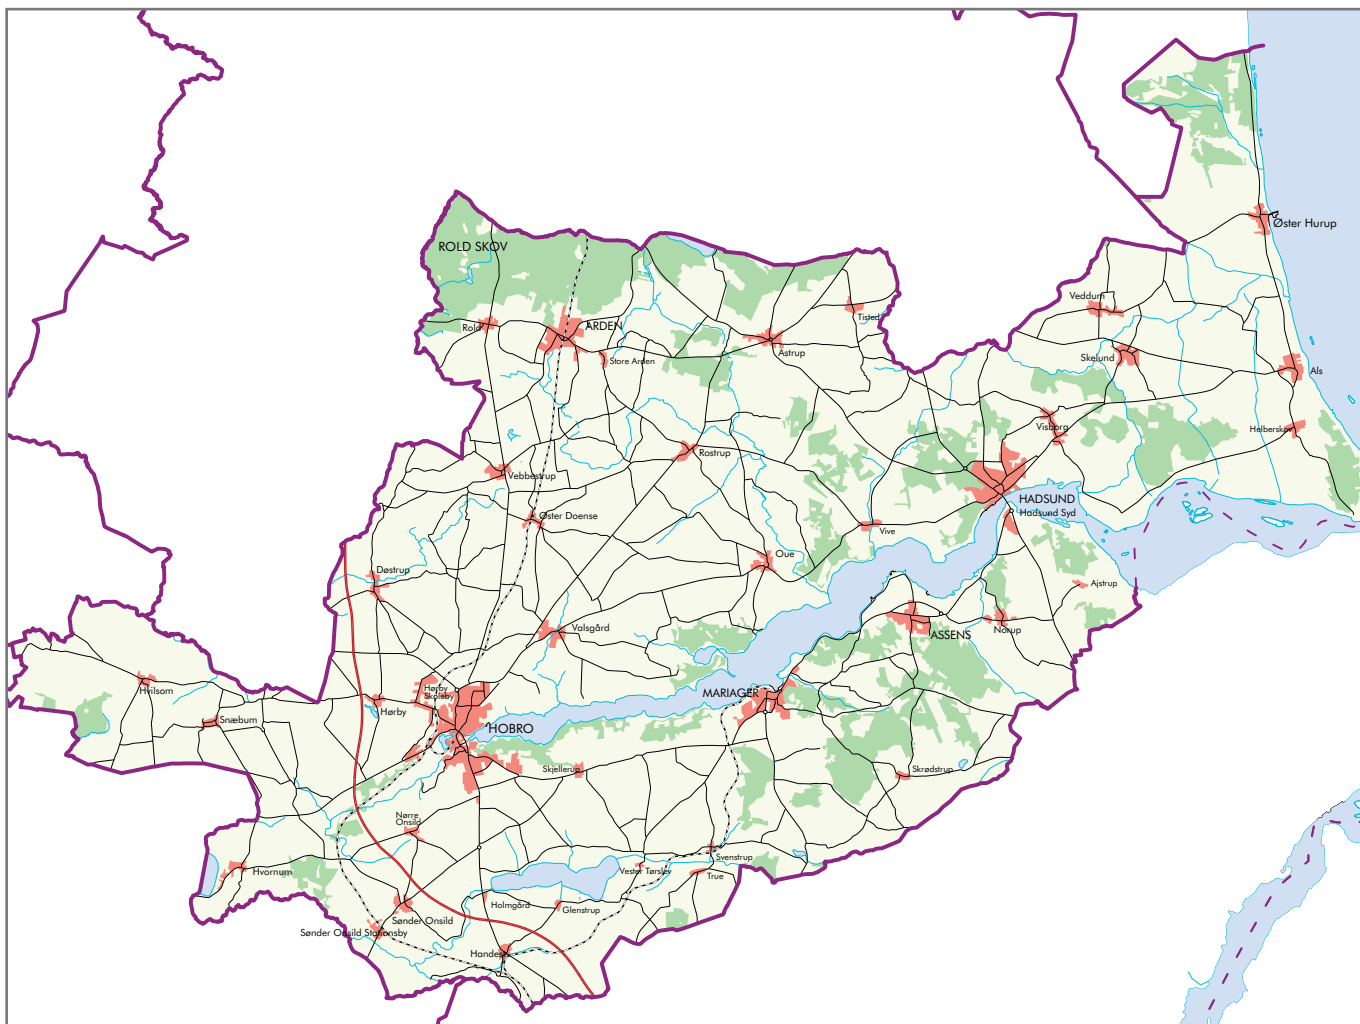 Øster Hurup
ROLD SKOV
Veddum
Tisted
Rold
ARDEN
Astrup
Store Arden
Skelund
Als
Visborg
Helberskov
Rostrup
Vebbestrup
HADSUND
Hadsund Syd
Øster Doense
Vive
Oue
Døstrup
Ajstrup
Valsgård
Norup
ASSENS
Hvilsom
Hørby
Skoleby
MARIAGER
Hørby
Snæbum
HOBRO
Skjellerup
Skrødstrup
Nørre
Onsild
Svenstrup
Hvornum
Vester Tørslev
True
Holmgård
Glenstrup
Sønder Onsild
Sønder Onsild Stationsby
Handest